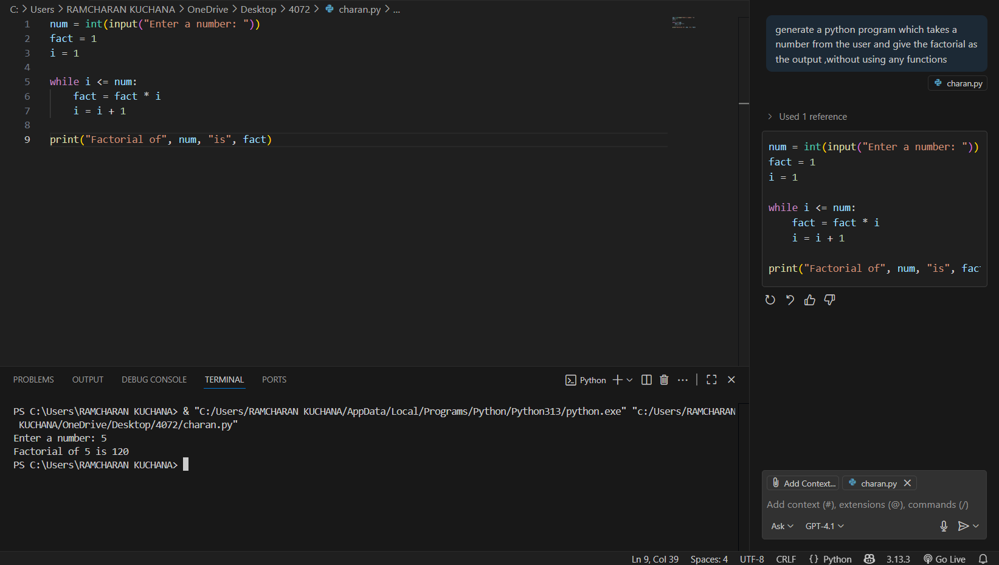 C: > Users > RAMCHARAN KUCHANA > OneDrive > Desktop > 4072 > charan.py > ...
1 num = int(input("Enter a number: "))
2 fact = 1
3 i = 1
4
5 while i <= num:
6     fact = fact * i
7     i = i + 1
8
9 print("Factorial of", num, "is", fact)
PROBLEMS OUTPUT DEBUG CONSOLE TERMINAL PORTS
Python
PS C:\Users\RAMCHARAN KUCHANA> & "C:/Users/RAMCHARAN KUCHANA/AppData/Local/Programs/Python/Python313/python.exe" "c:/Users/RAMCHARAN
 KUCHANA/OneDrive/Desktop/4072/charan.py"
Enter a number: 5
Factorial of 5 is 120
PS C:\Users\RAMCHARAN KUCHANA>
generate a python program which takes a
number from the user and give the factorial as
the output ,without using any functions
charan.py
> Used 1 reference
num = int(input("Enter a number: "))
fact = 1
i = 1
while i <= num:
    fact = fact * i
    i = i + 1
print("Factorial of", num, "is", fac
Add Context... charan.py
Add context (#), extensions (@), commands (/)
Ask GPT-4.1
Ln 9, Col 39 Spaces: 4 UTF-8 CRLF {} Python 3.13.3 Go Live